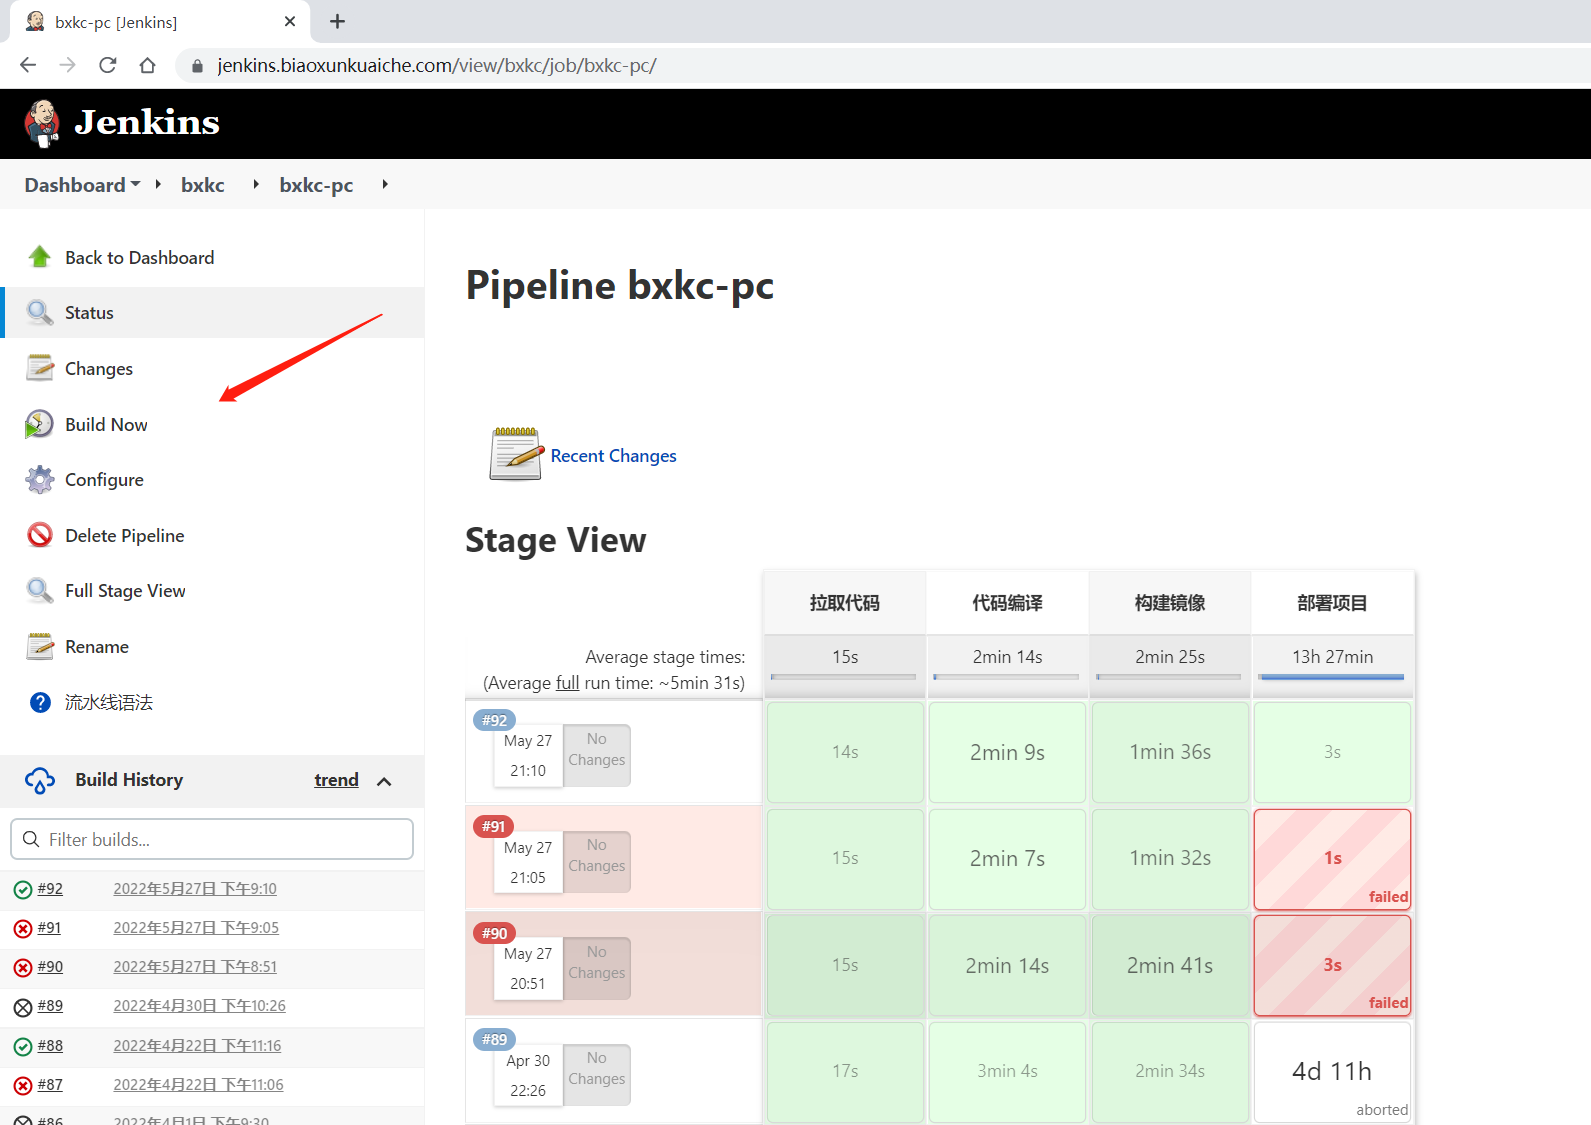 bxkc-pc [Jenkins]
jenkins.biaoxunkuaiche.com/view/bxkc/job/bxkc-pc/
Jenkins
Dashboard
bxkc
bxkc-pc
Back to Dashboard
Status
Changes
Build Now
Configure
Delete Pipeline
Full Stage View
Rename
流水线语法
Build History
trend
Filter builds...
#92 2022年5月27日 下午9:10
#91 2022年5月27日 下午9:05
#90 2022年5月27日 下午8:51
#89 2022年4月30日 下午10:26
#88 2022年4月22日 下午11:16
#87 2022年4月22日 下午11:06
#86 2022年4月1日 下午9:30
Pipeline bxkc-pc
Recent Changes
Stage View
拉取代码 代码编译 构建镜像 部署项目
Average stage times:
(Average full run time: ~5min 31s)
15s 2min 14s 2min 25s 13h 27min
#92
May 27
21:10
No
Changes
14s 2min 9s 1min 36s 3s
#91
May 27
21:05
No
Changes
15s 2min 7s 1min 32s 1s
failed
#90
May 27
20:51
No
Changes
15s 2min 14s 2min 41s 3s
failed
#89
Apr 30
22:26
No
Changes
17s 3min 4s 2min 34s 4d 11h
aborted